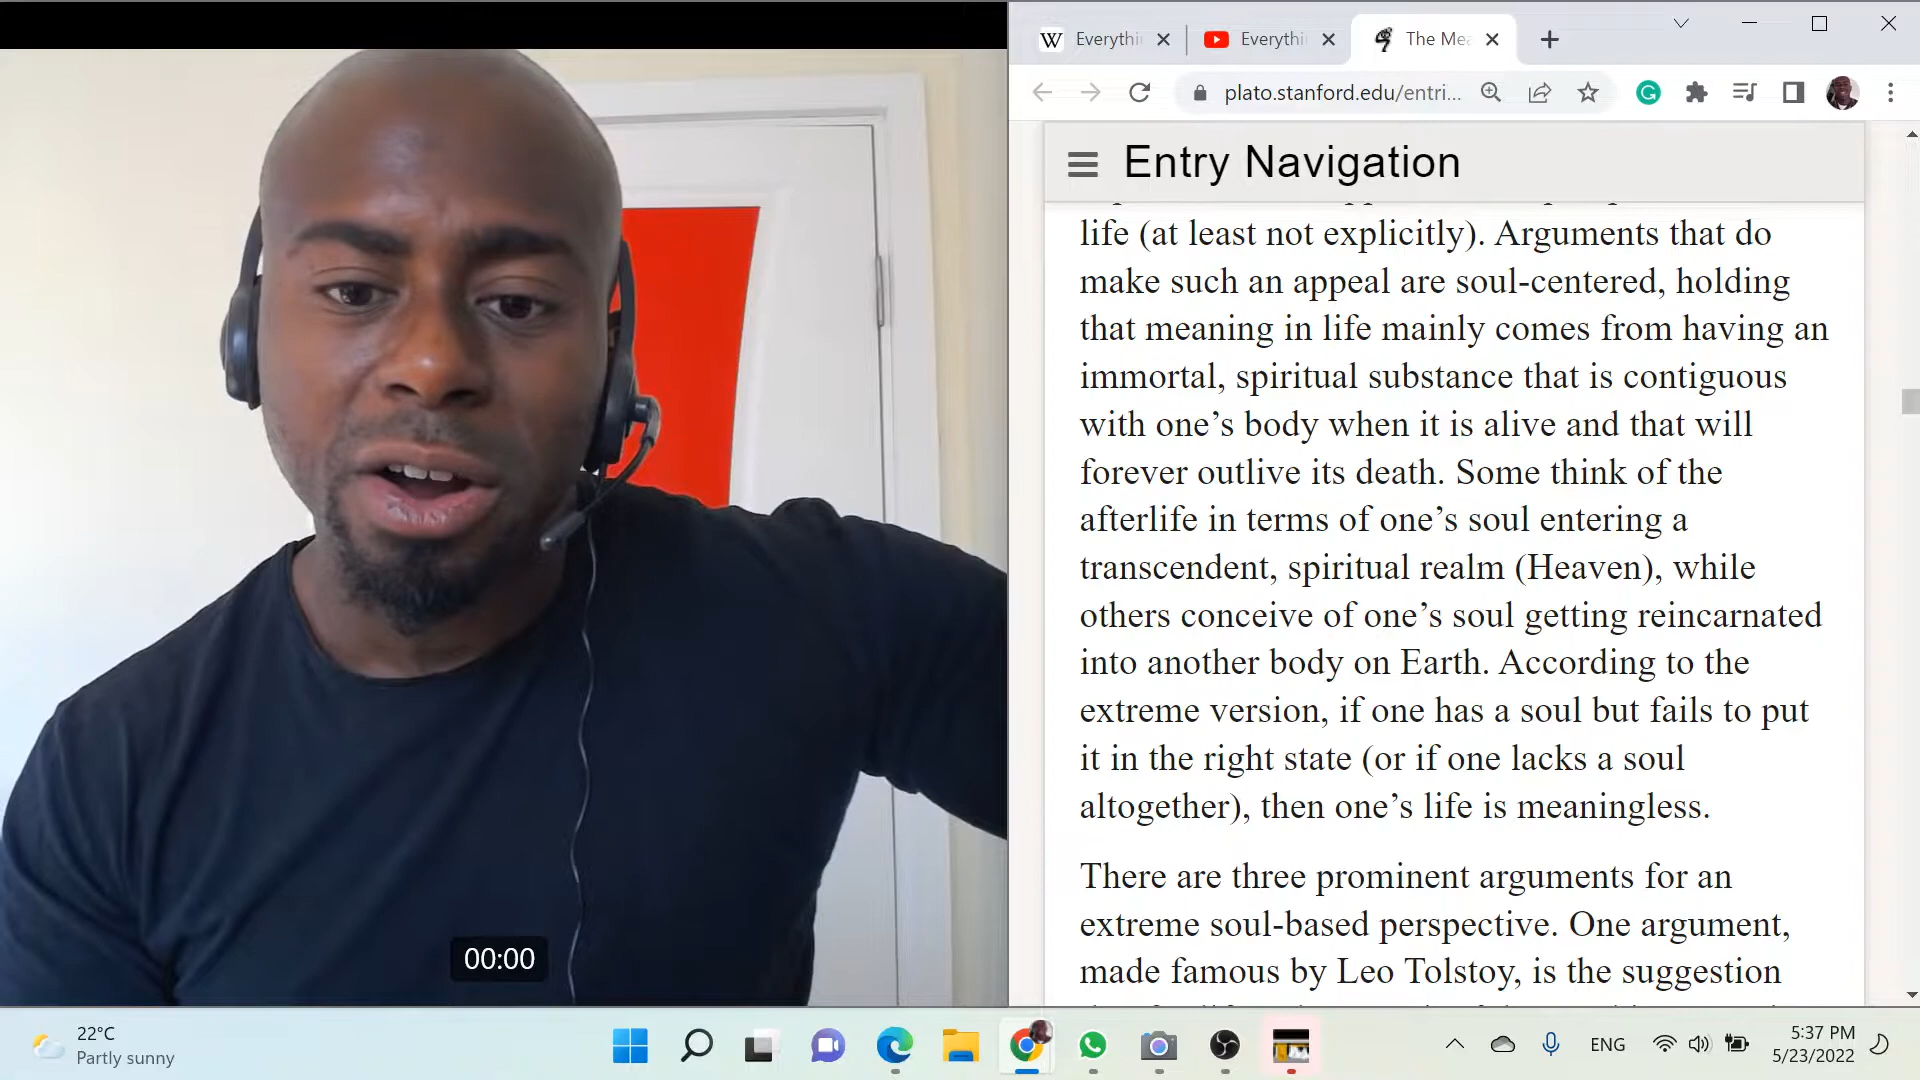 Everythi
Everythi
The Mea
plato.stanford.edu/entri...
Entry Navigation
life (at least not explicitly). Arguments that do
make such an appeal are soul-centered, holding
that meaning in life mainly comes from having an
immortal, spiritual substance that is contiguous
with one’s body when it is alive and that will
forever outlive its death. Some think of the
afterlife in terms of one’s soul entering a
transcendent, spiritual realm (Heaven), while
others conceive of one’s soul getting reincarnated
into another body on Earth. According to the
extreme version, if one has a soul but fails to put
it in the right state (or if one lacks a soul
altogether), then one’s life is meaningless.
There are three prominent arguments for an
extreme soul-based perspective. One argument,
made famous by Leo Tolstoy, is the suggestion
00:00
22°C
Partly sunny
ENG
5:37 PM
5/23/2022